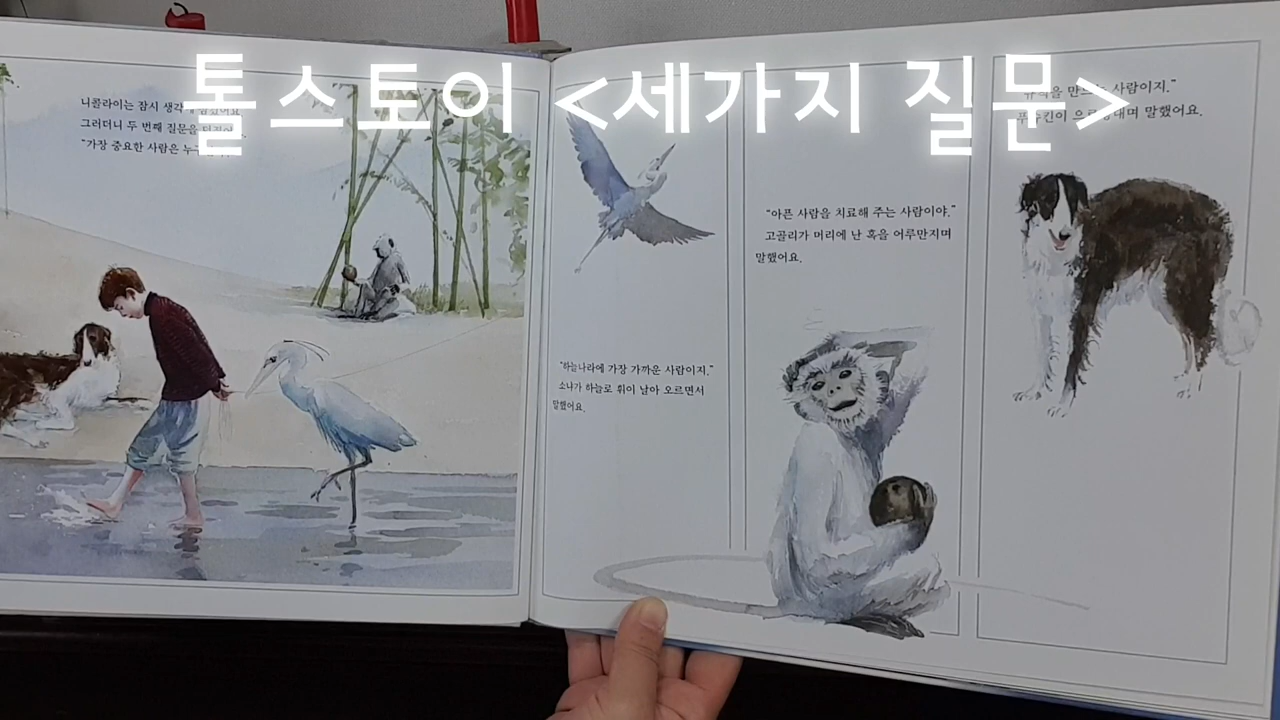 톨스토이 <세가지 질문>
니콜라이는 잠시 생각에
그러더니 두 번째 질문을
"가장 중요한 사람은
"하늘나라에 가장 가까운 사람이지."
소냐가 하늘로 휘이 날아 오르면서
말했어요.
"아픈 사람을 치료해 주는 사람이야."
고골리가 머리에 난 혹을 어루만지며
말했어요.
사람이지."
말했어요.